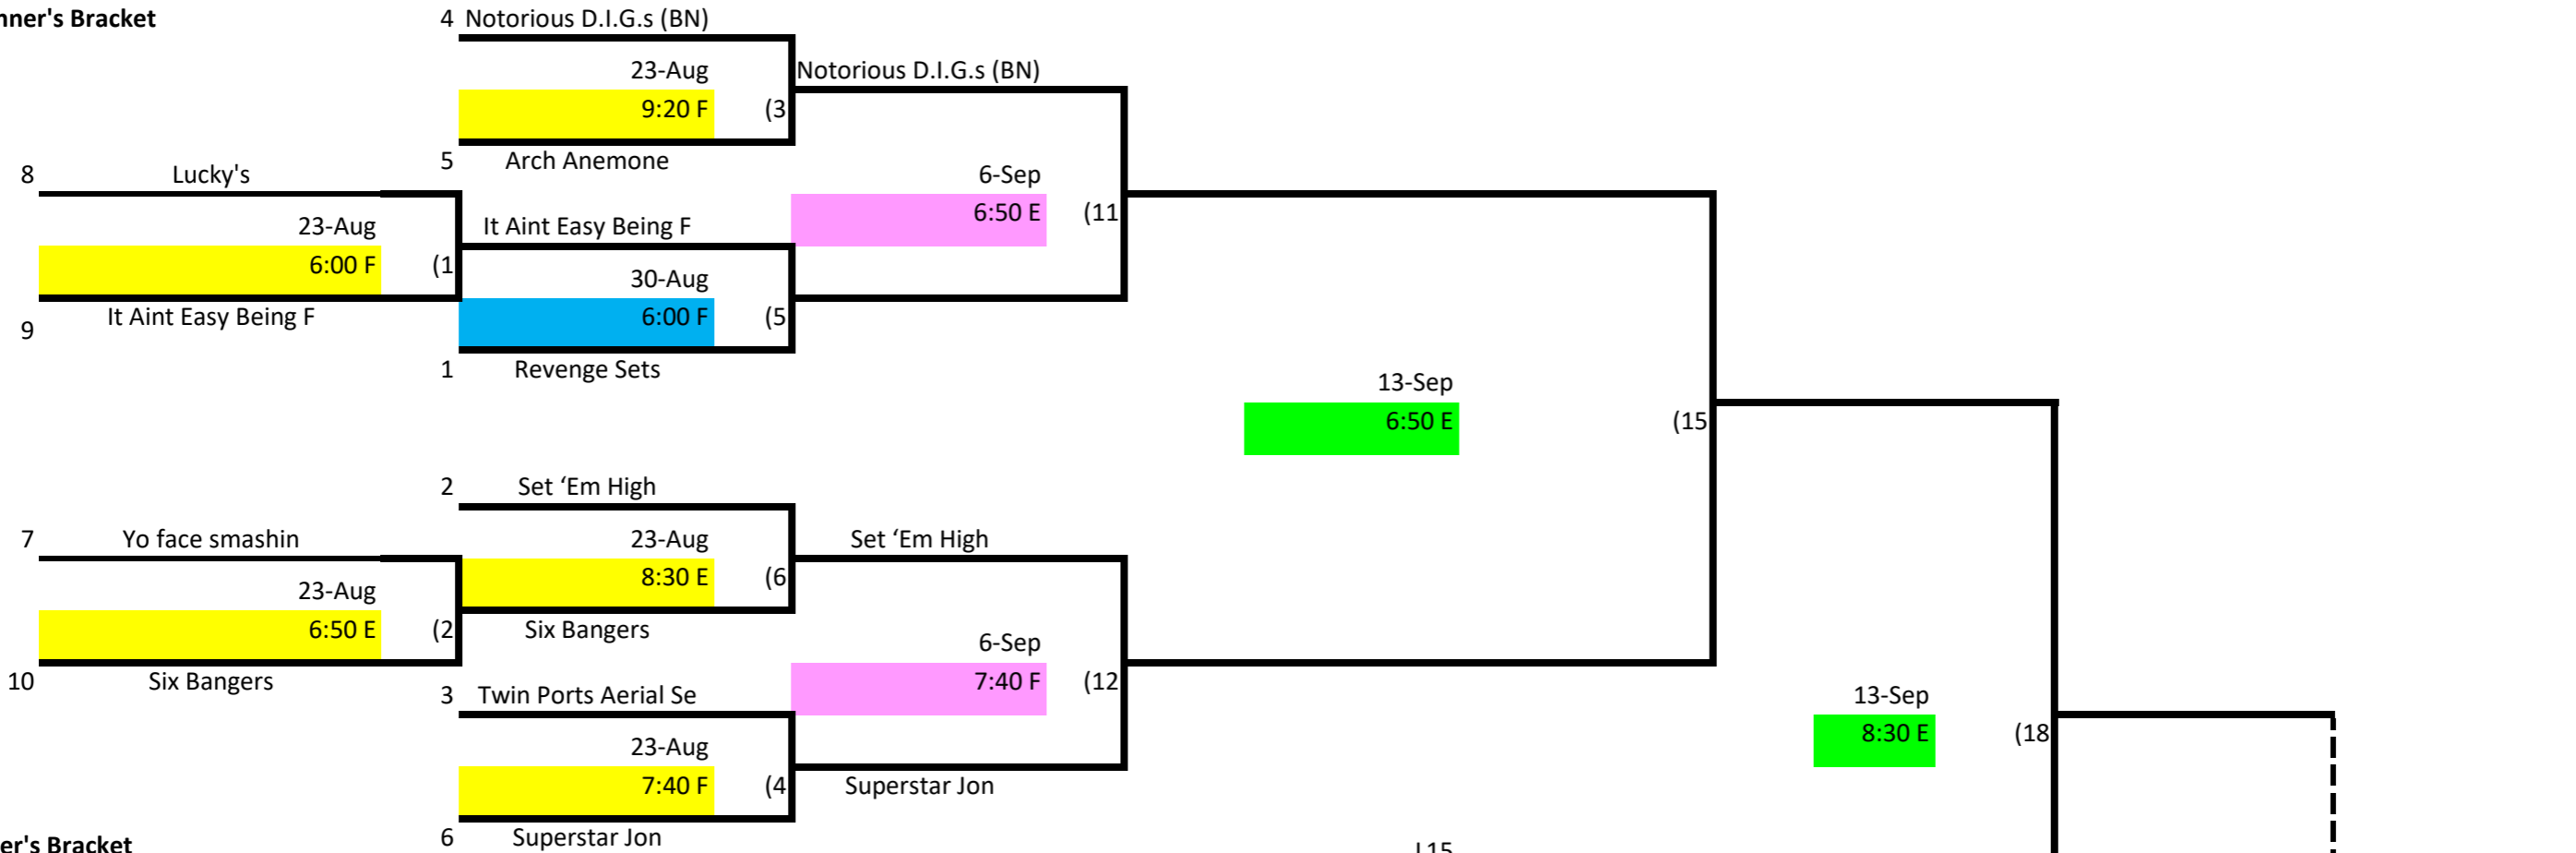 nner's Bracket
4 Notorious D.I.G.s (BN)
23-Aug
Notorious D.I.G.s (BN)
9:20 F (3
5 Arch Anemone
8 Lucky's
6-Sep
6:50 E (11
23-Aug
It Aint Easy Being F
6:00 F (1
30-Aug
9 It Aint Easy Being F
6:00 F (5
1 Revenge Sets
13-Sep
6:50 E (15
2 Set ‘Em High
7 Yo face smashin
23-Aug
Set ‘Em High
8:30 E (6
23-Aug
6:50 E (2
Six Bangers
6-Sep
10 Six Bangers
7:40 F (12
3 Twin Ports Aerial Se
13-Sep
8:30 E (18
23-Aug
7:40 F (4
Superstar Jon
6 Superstar Jon
er's Bracket
L15